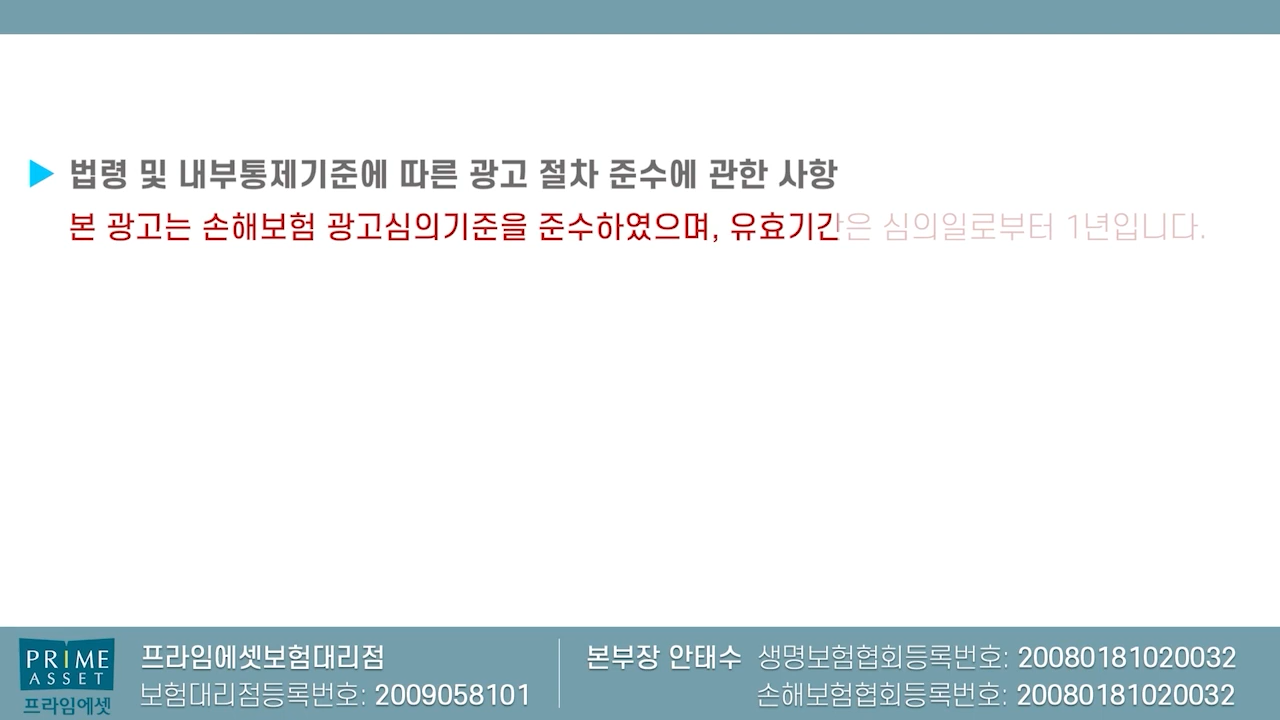 ▶ 법령 및 내부통제기준에 따른 광고 절차 준수에 관한 사항
본 광고는 손해보험 광고심의기준을 준수하였으며, 유효기간은 심의일로부터 1년입니다.
PRIME
ASSET
프라임에셋
프라임에셋보험대리점
보험대리점등록번호: 2009058101
본부장 안태수 생명보험협회등록번호: 20080181020032
손해보험협회등록번호: 20080181020032